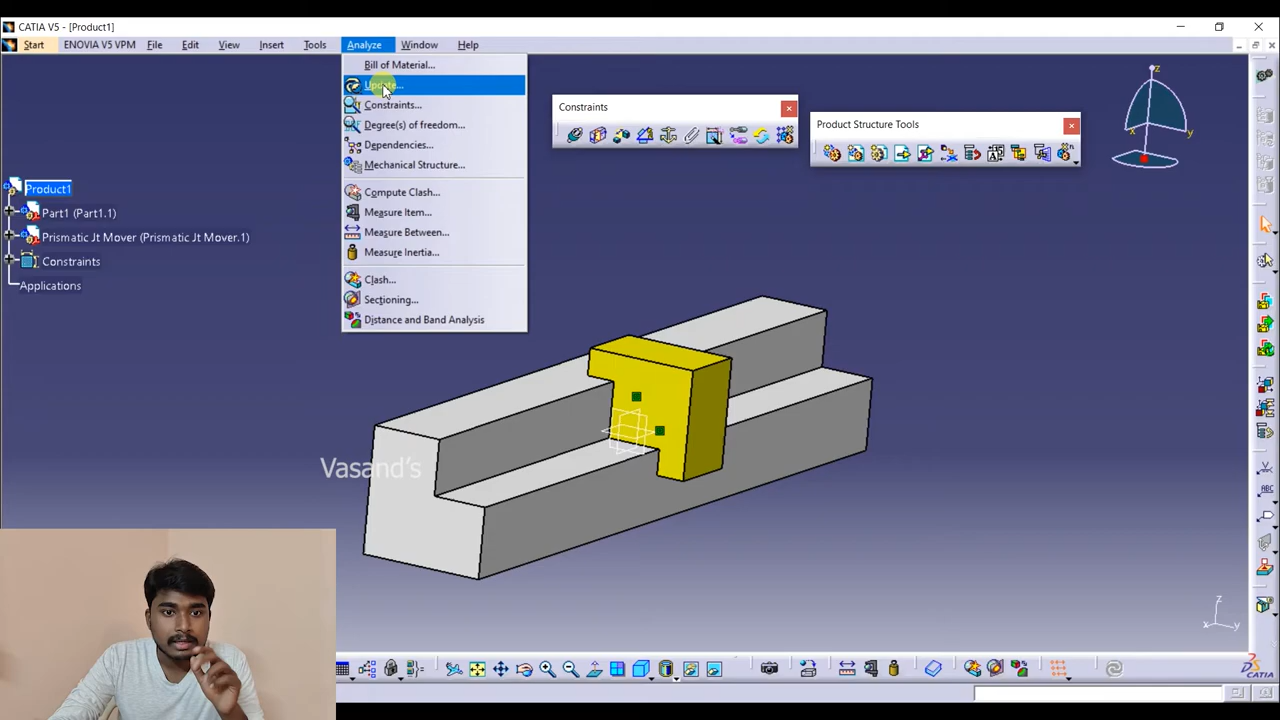 CATIA V5 - [Product1]
Start ENOVIA V5 VPM File Edit View Insert Tools Analyze Window Help
Bill of Material...
Update...
Constraints...
Degree(s) of freedom...
Dependencies...
Mechanical Structure...
Compute Clash...
Measure Item...
Measure Between...
Measure Inertia...
Clash...
Sectioning...
Distance and Band Analysis
Constraints
Product Structure Tools
z
x
y
Product1
Part1 (Part1.1)
Prismatic Jt Mover (Prismatic Jt Mover.1)
Constraints
Applications
Vasand's
ABC
z
x
y
CATIA